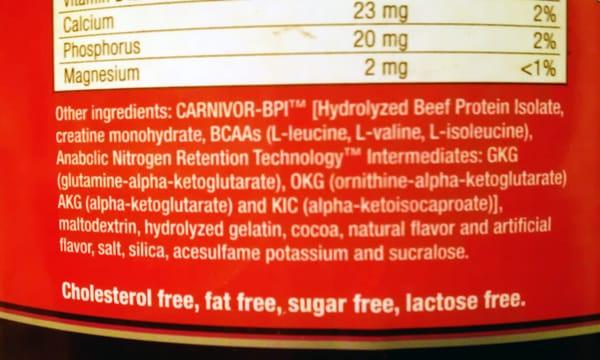 Calcium 23 mg 2%
Phosphorus 20 mg 2%
Magnesium 2 mg <1%
Other ingredients: CARNIVOR-BPI™ [Hydrolyzed Beef Protein Isolate,
creatine monohydrate, BCAAs (L-leucine, L-valine, L-isoleucine),
Anabolic Nitrogen Retention Technology™ Intermediates: GKG
(glutamine-alpha-ketoglutarate), OKG (ornithine-alpha-ketoglutarate)
AKG (alpha-ketoglutarate) and KIC (alpha-ketoisocaproate)],
maltodextrin, hydrolyzed gelatin, cocoa, natural flavor and artificial
flavor, salt, silica, acesulfame potassium and sucralose.
Cholesterol free, fat free, sugar free, lactose free.